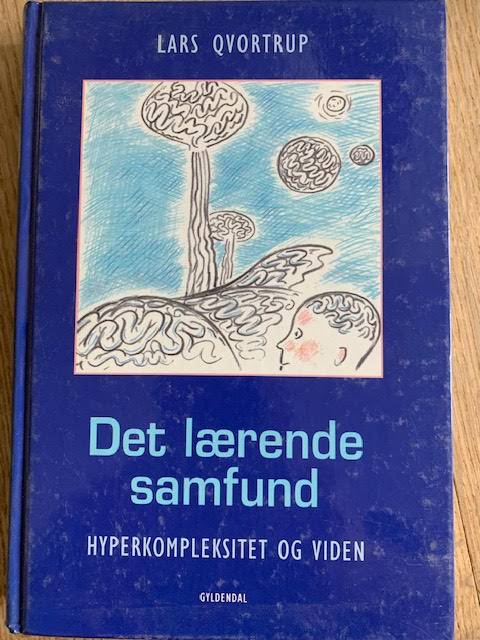 LARS QVORTRUP
Det lærende
samfund
HYPERKOMPLEKSITET OG VIDEN
GYLDENDAL